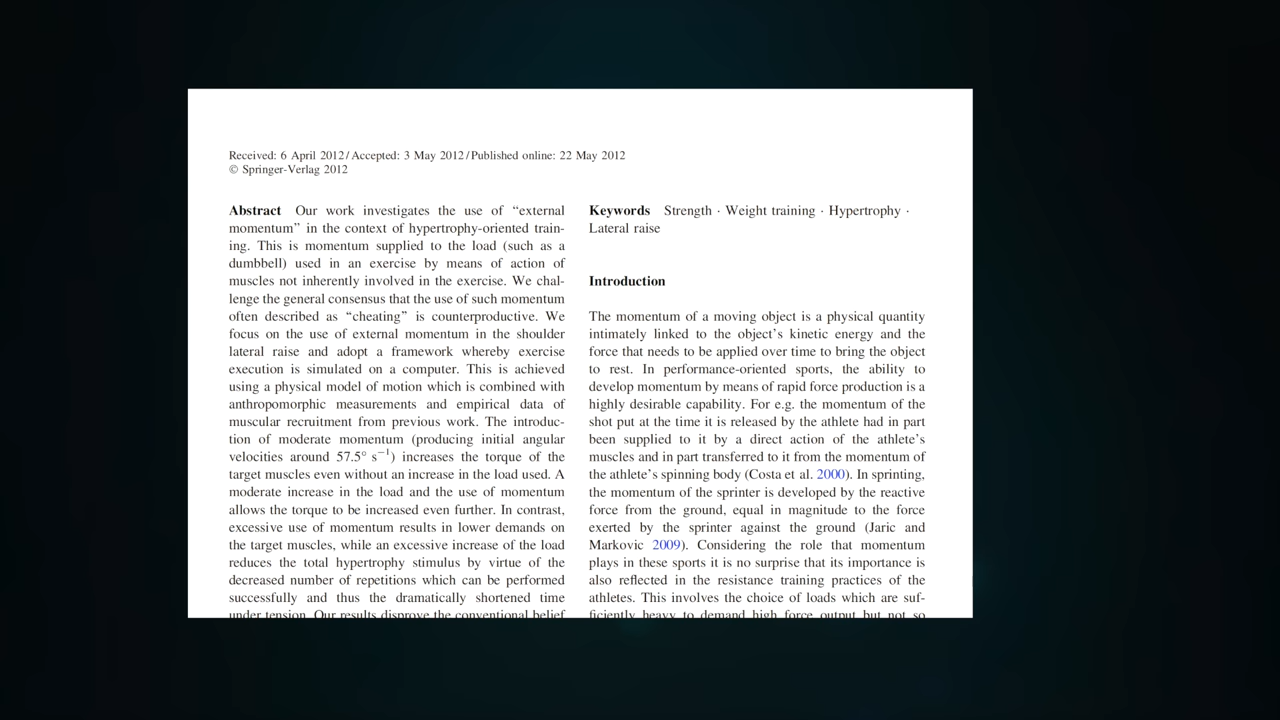 Received: 6 April 2012 / Accepted: 3 May 2012 / Published online: 22 May 2012
© Springer-Verlag 2012
Abstract Our work investigates the use of “external
momentum” in the context of hypertrophy-oriented train-
ing. This is momentum supplied to the load (such as a
dumbbell) used in an exercise by means of action of
muscles not inherently involved in the exercise. We chal-
lenge the general consensus that the use of such momentum
often described as “cheating” is counterproductive. We
focus on the use of external momentum in the shoulder
lateral raise and adopt a framework whereby exercise
execution is simulated on a computer. This is achieved
using a physical model of motion which is combined with
anthropomorphic measurements and empirical data of
muscular recruitment from previous work. The introduc-
tion of moderate momentum (producing initial angular
velocities around 57.5° s⁻¹) increases the torque of the
target muscles even without an increase in the load used. A
moderate increase in the load and the use of momentum
allows the torque to be increased even further. In contrast,
excessive use of momentum results in lower demands on
the target muscles, while an excessive increase of the load
reduces the total hypertrophy stimulus by virtue of the
decreased number of repetitions which can be performed
successfully and thus the dramatically shortened time
under tension. Our results disprove the conventional belief
Keywords Strength · Weight training · Hypertrophy ·
Lateral raise
Introduction
The momentum of a moving object is a physical quantity
intimately linked to the object’s kinetic energy and the
force that needs to be applied over time to bring the object
to rest. In performance-oriented sports, the ability to
develop momentum by means of rapid force production is a
highly desirable capability. For e.g. the momentum of the
shot put at the time it is released by the athlete had in part
been supplied to it by a direct action of the athlete’s
muscles and in part transferred to it from the momentum of
the athlete’s spinning body (Costa et al. 2000). In sprinting,
the momentum of the sprinter is developed by the reactive
force from the ground, equal in magnitude to the force
exerted by the sprinter against the ground (Jaric and
Markovic 2009). Considering the role that momentum
plays in these sports it is no surprise that its importance is
also reflected in the resistance training practices of the
athletes. This involves the choice of loads which are suf-
ficiently heavy to demand high force output but not so